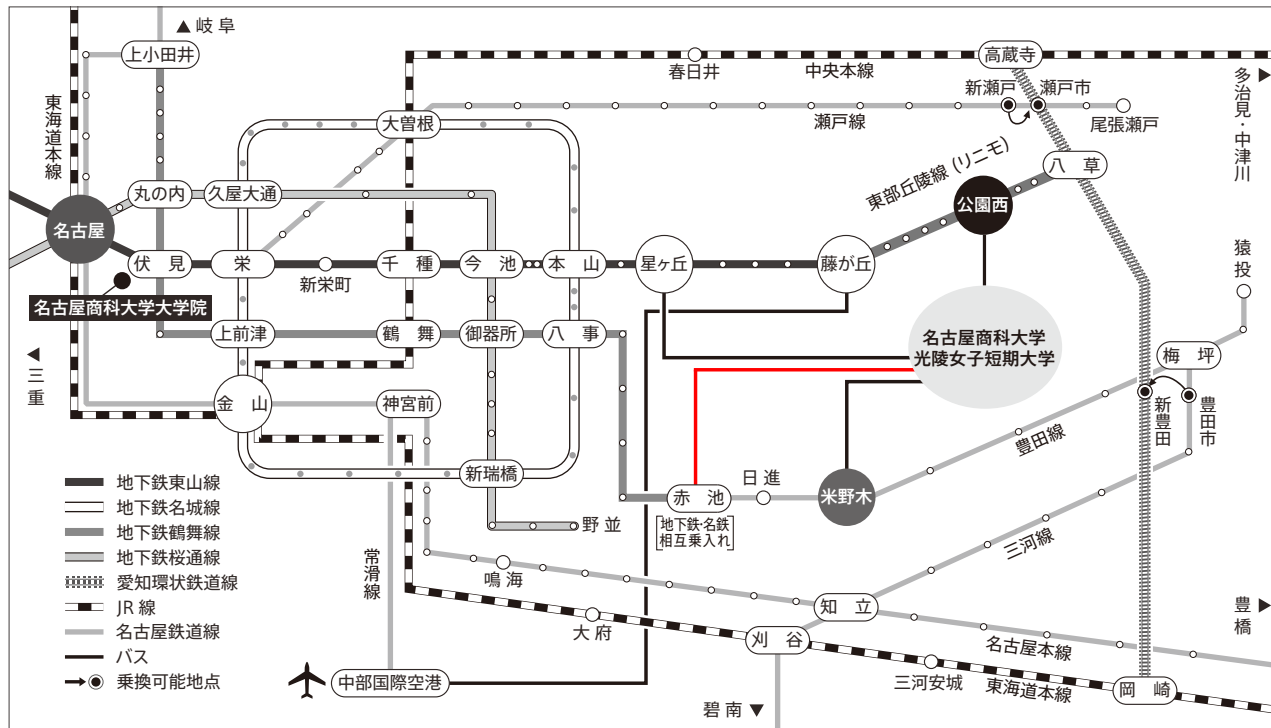 ▲岐阜
上小田井
東海道本線
春日井
中央本線
高蔵寺
多治見・中津川 ▶
新瀬戸
瀬戸市
尾張瀬戸
瀬戸線
大曽根
東部丘陵線 (リニモ)
八草
丸の内
久屋大通
公園西
名古屋
伏見
栄
新栄町
千種
今池
本山
星ヶ丘
藤が丘
猿投
名古屋商科大学大学院
上前津
鶴舞
御器所
八事
名古屋商科大学
光陵女子短期大学
◀三重
金山
神宮前
梅坪
新豊田
豊田市
豊田線
新瑞橋
赤池
[地下鉄・名鉄
相互乗入れ]
日進
米野木
野並
三河線
地下鉄東山線
地下鉄名城線
地下鉄鶴舞線
地下鉄桜通線
愛知環状鉄道線
JR 線
名古屋鉄道線
バス
乗換可能地点
常滑線
鳴海
知立
豊橋 ▶
大府
刈谷
名古屋本線
三河安城
東海道本線
岡崎
中部国際空港
碧南▼